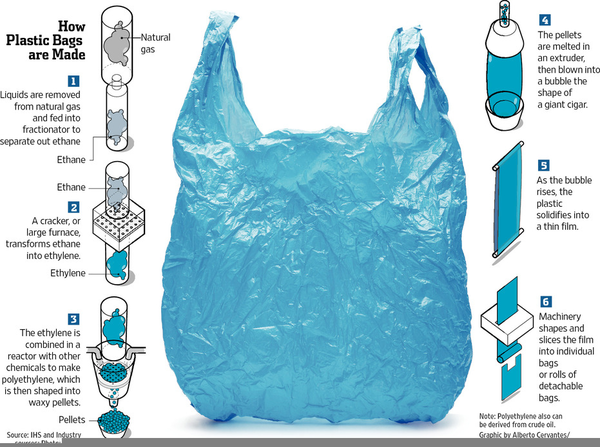 How
Plastic Bags
are Made
Natural
gas
1
Liquids are removed
from natural gas
and fed into
fractionator to
separate out ethane
Ethane
Ethane
2
A cracker, or
large furnace,
transforms ethane
into ethylene.
Ethylene
3
The ethylene is
combined in a
reactor with other
chemicals to make
polyethylene, which
is then shaped into
waxy pellets.
Pellets
Source: IHS and Industry
4
The pellets
are melted in
an extruder,
then blown into
a bubble the
shape of
a giant cigar.
5
As the bubble
rises, the
plastic
solidifies into
a thin film.
6
Machinery
shapes and
slices the film
into individual
bags
or rolls of
detachable
bags.
Note: Polyethylene also can
be derived from crude oil.
Graphic by Alberto Cervantes/